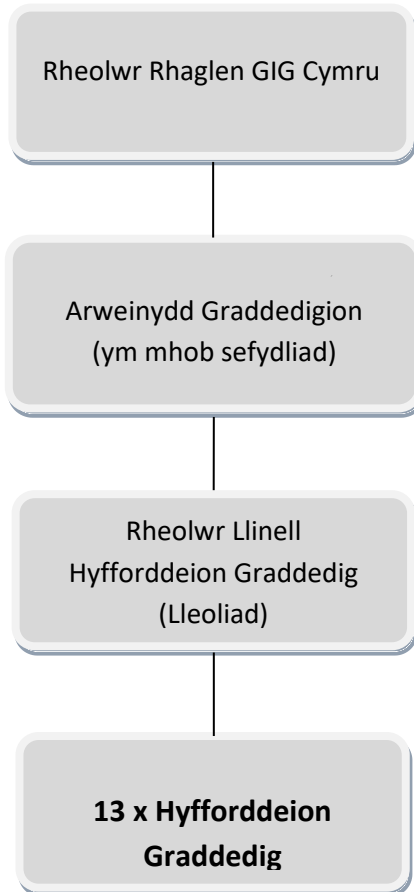 Rheolwr Rhaglen GIG Cymru
Arweinydd Graddedigion
(ym mhob sefydliad)
Rheolwr Llinell
Hyfforddeion Graddedig
(Lleoliad)
13 x Hyfforddeion
Graddedig